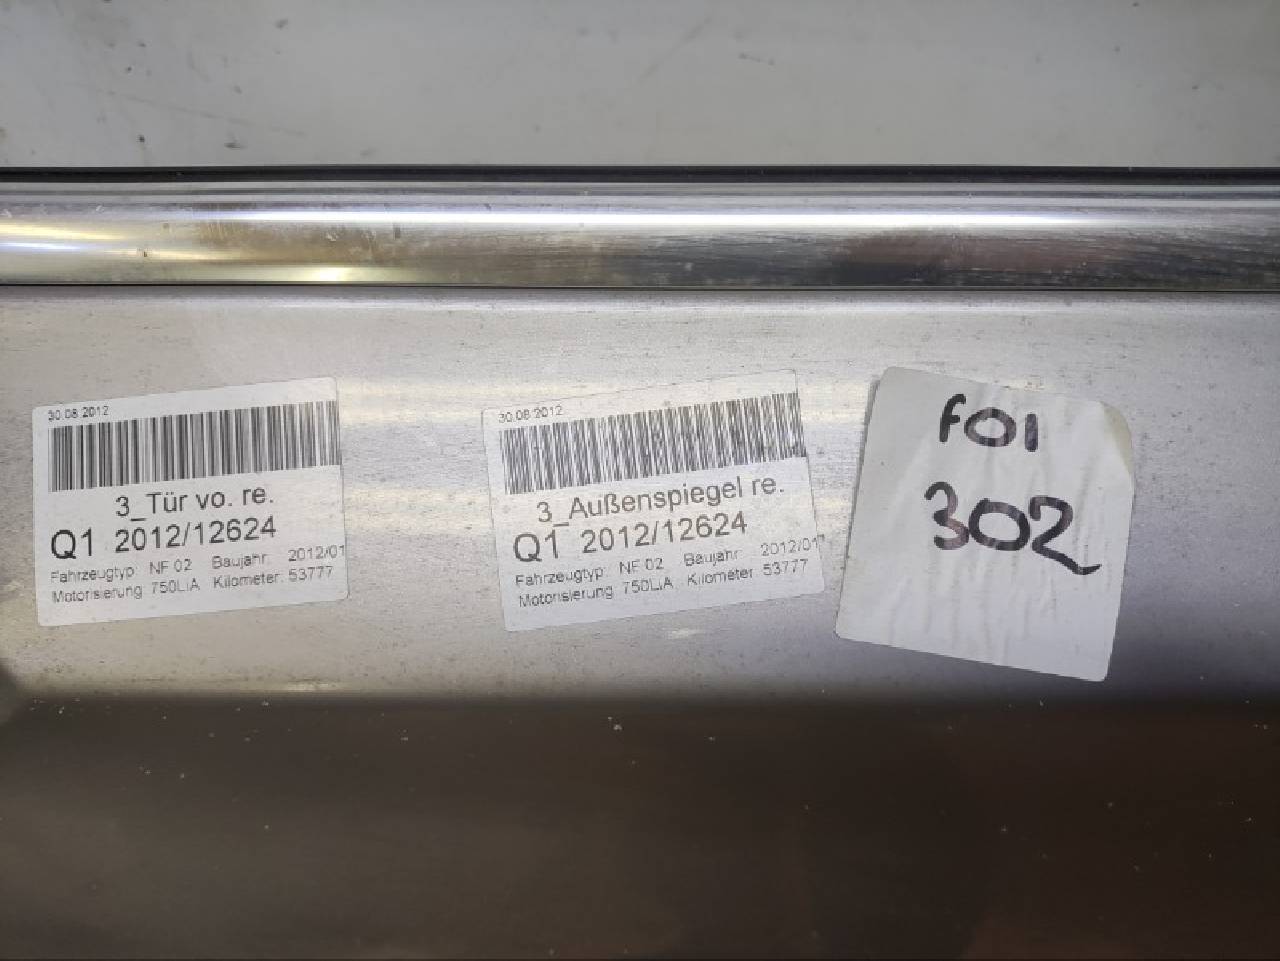 30.08.2012
3_Tür vo. re.
Q1 2012/12624
Fahrzeugtyp NF 02 Baujahr 2012/01
Motorisierung 750LiA Kilometer 53777
30.08.2012
3_Außenspiegel re.
Q1 2012/12624
Fahrzeugtyp NF 02 Baujahr 2012/01
Motorisierung 750LiA Kilometer 53777
F01
302